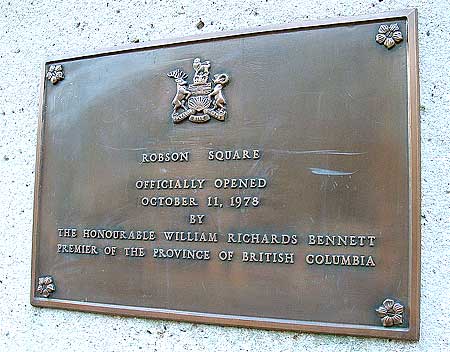 ROBSON SQUARE
OFFICIALLY OPENED
OCTOBER 11, 1978
BY
THE HONOURABLE WILLIAM RICHARDS BENNETT
PREMIER OF THE PROVINCE OF BRITISH COLUMBIA